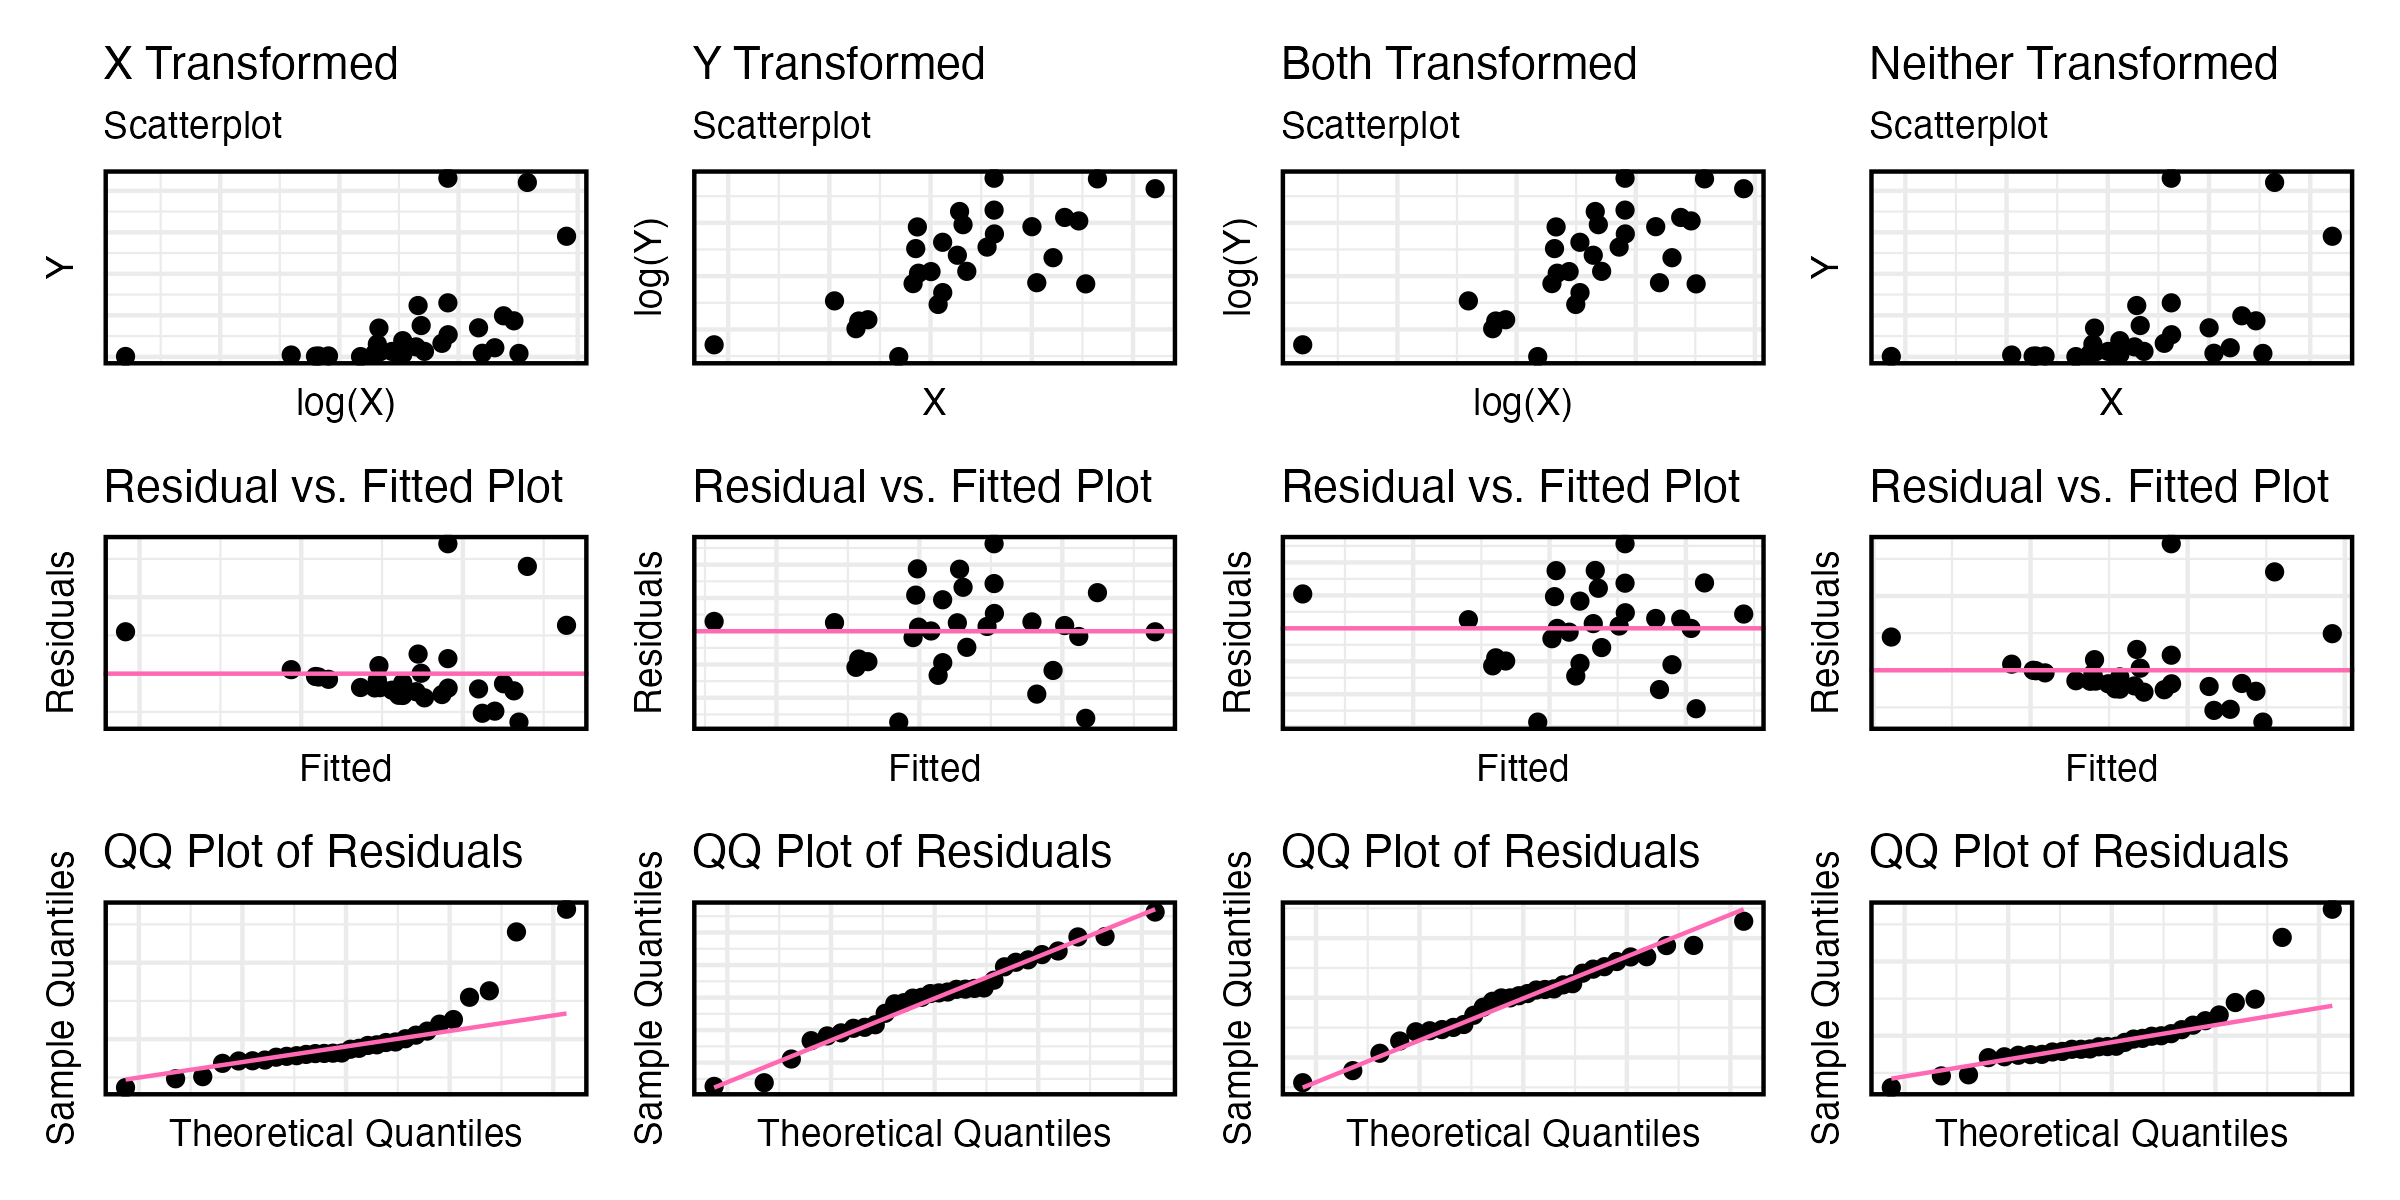 X Transformed
Y Transformed
Both Transformed
Neither Transformed
Scatterplot
Scatterplot
Scatterplot
Scatterplot
Y
log(Y)
log(Y)
Y
log(X)
X
log(X)
X
Residual vs. Fitted Plot
Residual vs. Fitted Plot
Residual vs. Fitted Plot
Residual vs. Fitted Plot
Residuals
Residuals
Residuals
Residuals
Fitted
Fitted
Fitted
Fitted
QQ Plot of Residuals
QQ Plot of Residuals
QQ Plot of Residuals
QQ Plot of Residuals
Sample Quantiles
Sample Quantiles
Sample Quantiles
Sample Quantiles
Theoretical Quantiles
Theoretical Quantiles
Theoretical Quantiles
Theoretical Quantiles